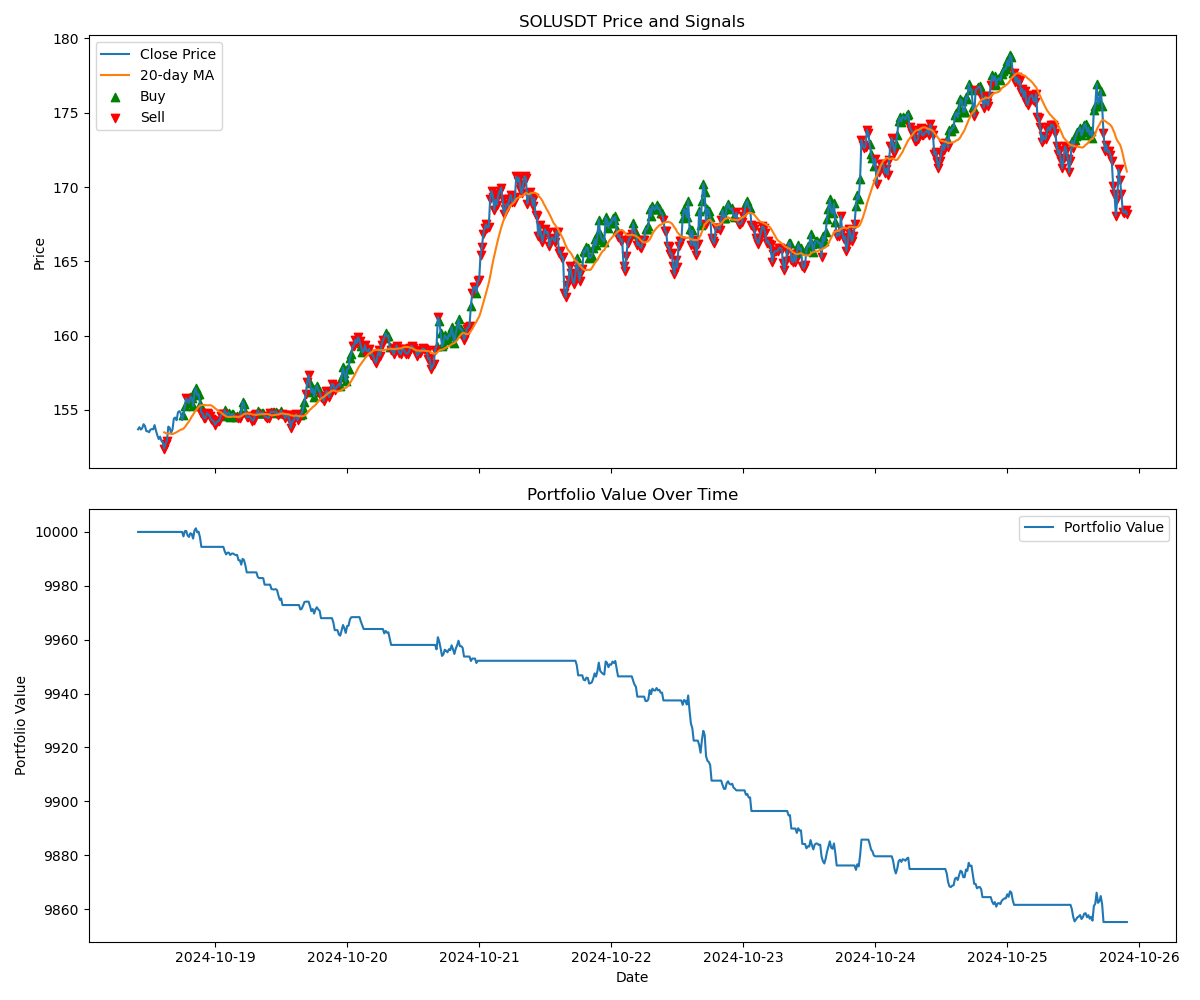 SOLUSDT Price and Signals
Close Price
20-day MA
Buy
Sell
Price
180
175
170
165
160
155
Portfolio Value Over Time
Portfolio Value
Portfolio Value
10000
9980
9960
9940
9920
9900
9880
9860
2024-10-19
2024-10-20
2024-10-21
2024-10-22
2024-10-23
2024-10-24
2024-10-25
2024-10-26
Date